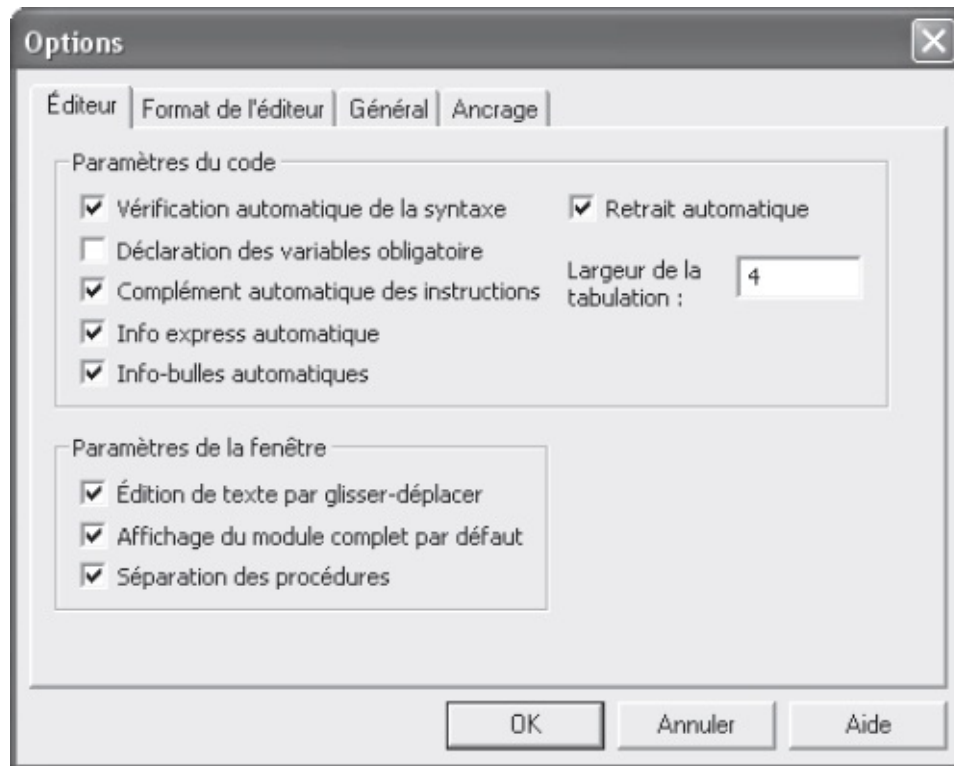 Options
Éditeur Format de l'éditeur Général Ancrage
Paramètres du code
Vérification automatique de la syntaxe Retrait automatique
Déclaration des variables obligatoire
Largeur de la
tabulation : 4
Complément automatique des instructions
Info express automatique
Info-bulles automatiques
Paramètres de la fenêtre
Édition de texte par glisser-déplacer
Affichage du module complet par défaut
Séparation des procédures
OK Annuler Aide